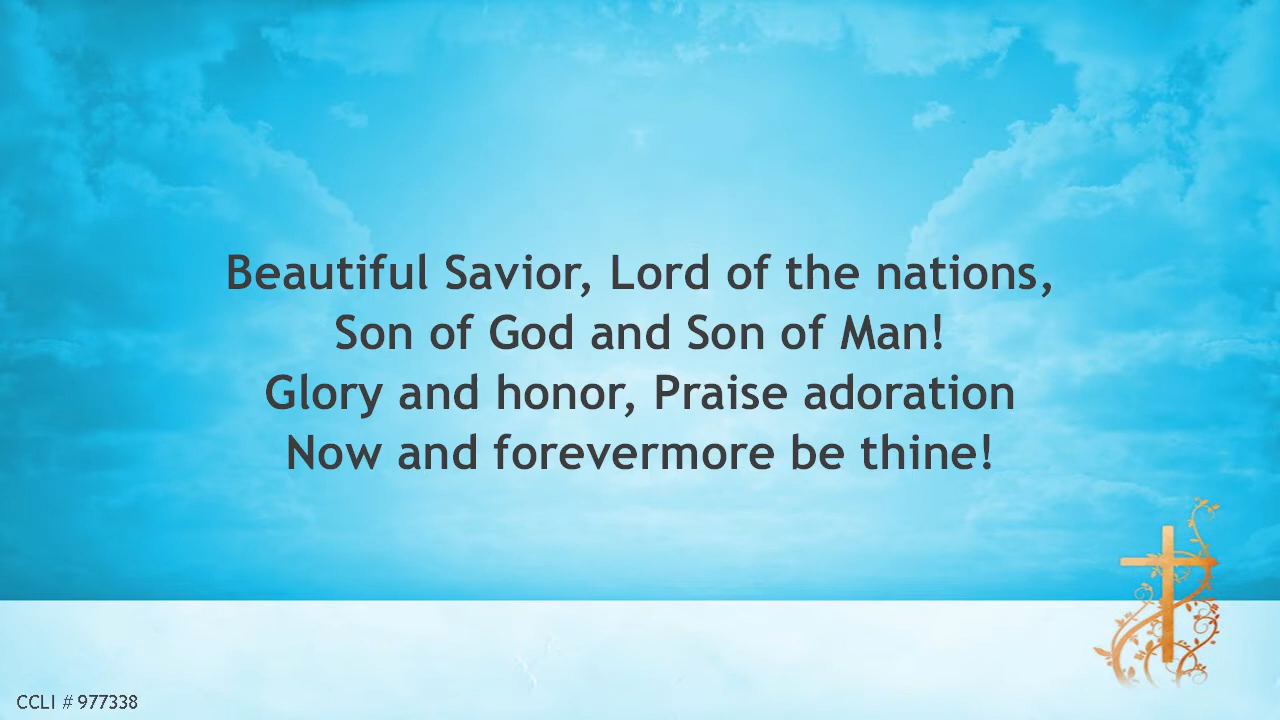 Beautiful Savior, Lord of the nations,
Son of God and Son of Man!
Glory and honor, Praise adoration
Now and forevermore be thine!
CCLI # 977338